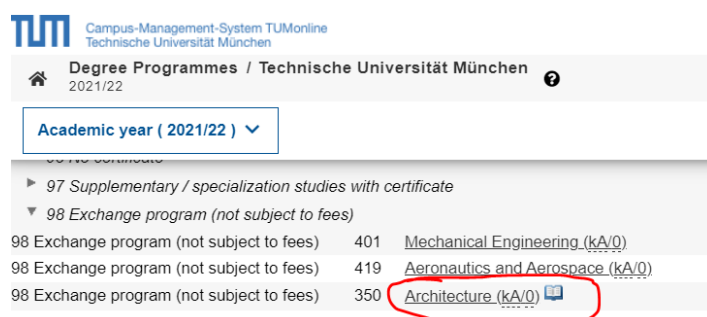 TUM Campus-Management-System TUMonline
Technische Universität München
Degree Programmes / Technische Universität München ?
2021/22
Academic year ( 2021/22 )
97 Supplementary / specialization studies with certificate
98 Exchange program (not subject to fees)
98 Exchange program (not subject to fees) 401 Mechanical Engineering (kA/0)
98 Exchange program (not subject to fees) 419 Aeronautics and Aerospace (kA/0)
98 Exchange program (not subject to fees) 350 Architecture (kA/0)